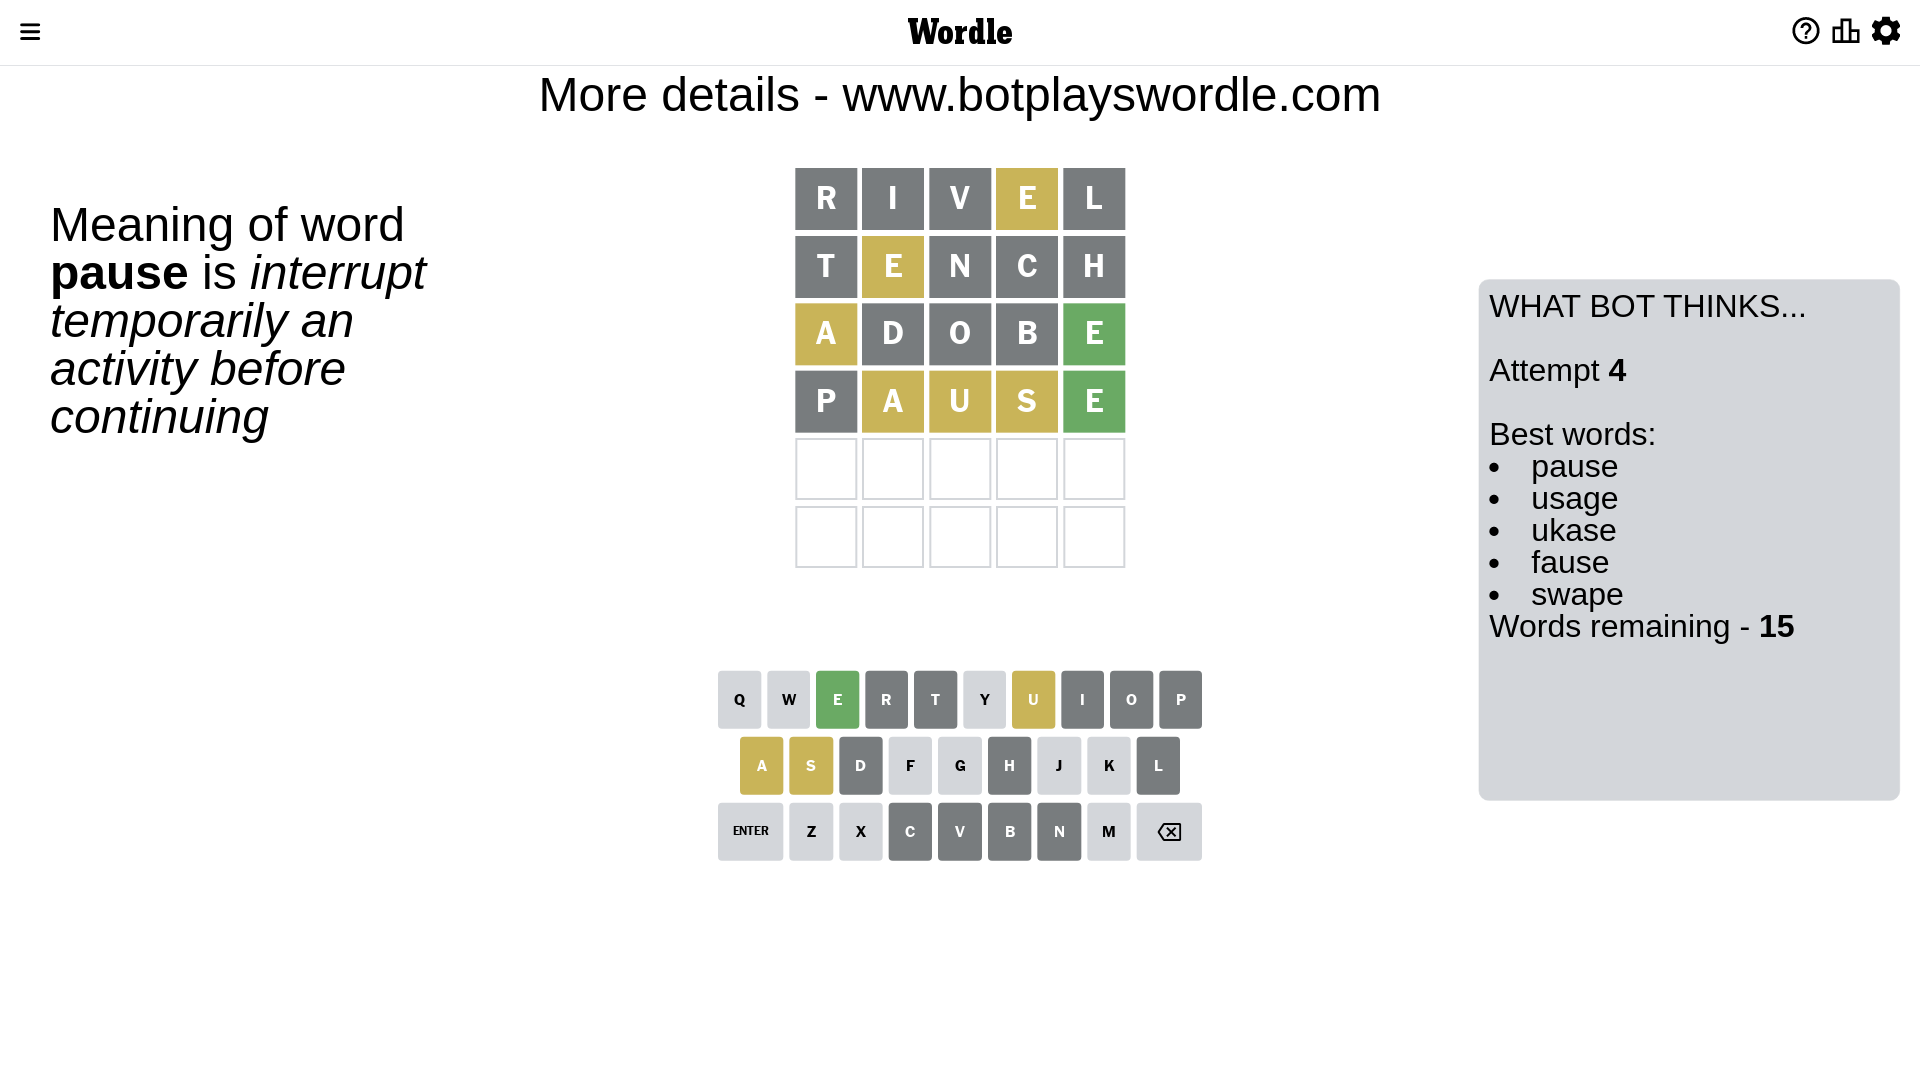 Wordle
More details - www.botplayswordle.com
Meaning of word
pause is interrupt
temporarily an
activity before
continuing
R I V E L
T E N C H
A D O B E
P A U S E
WHAT BOT THINKS...
Attempt 4
Best words:
• pause
• usage
• ukase
• fause
• swape
Words remaining - 15
Q W E R T Y U I O P
A S D F G H J K L
ENTER Z X C V B N M